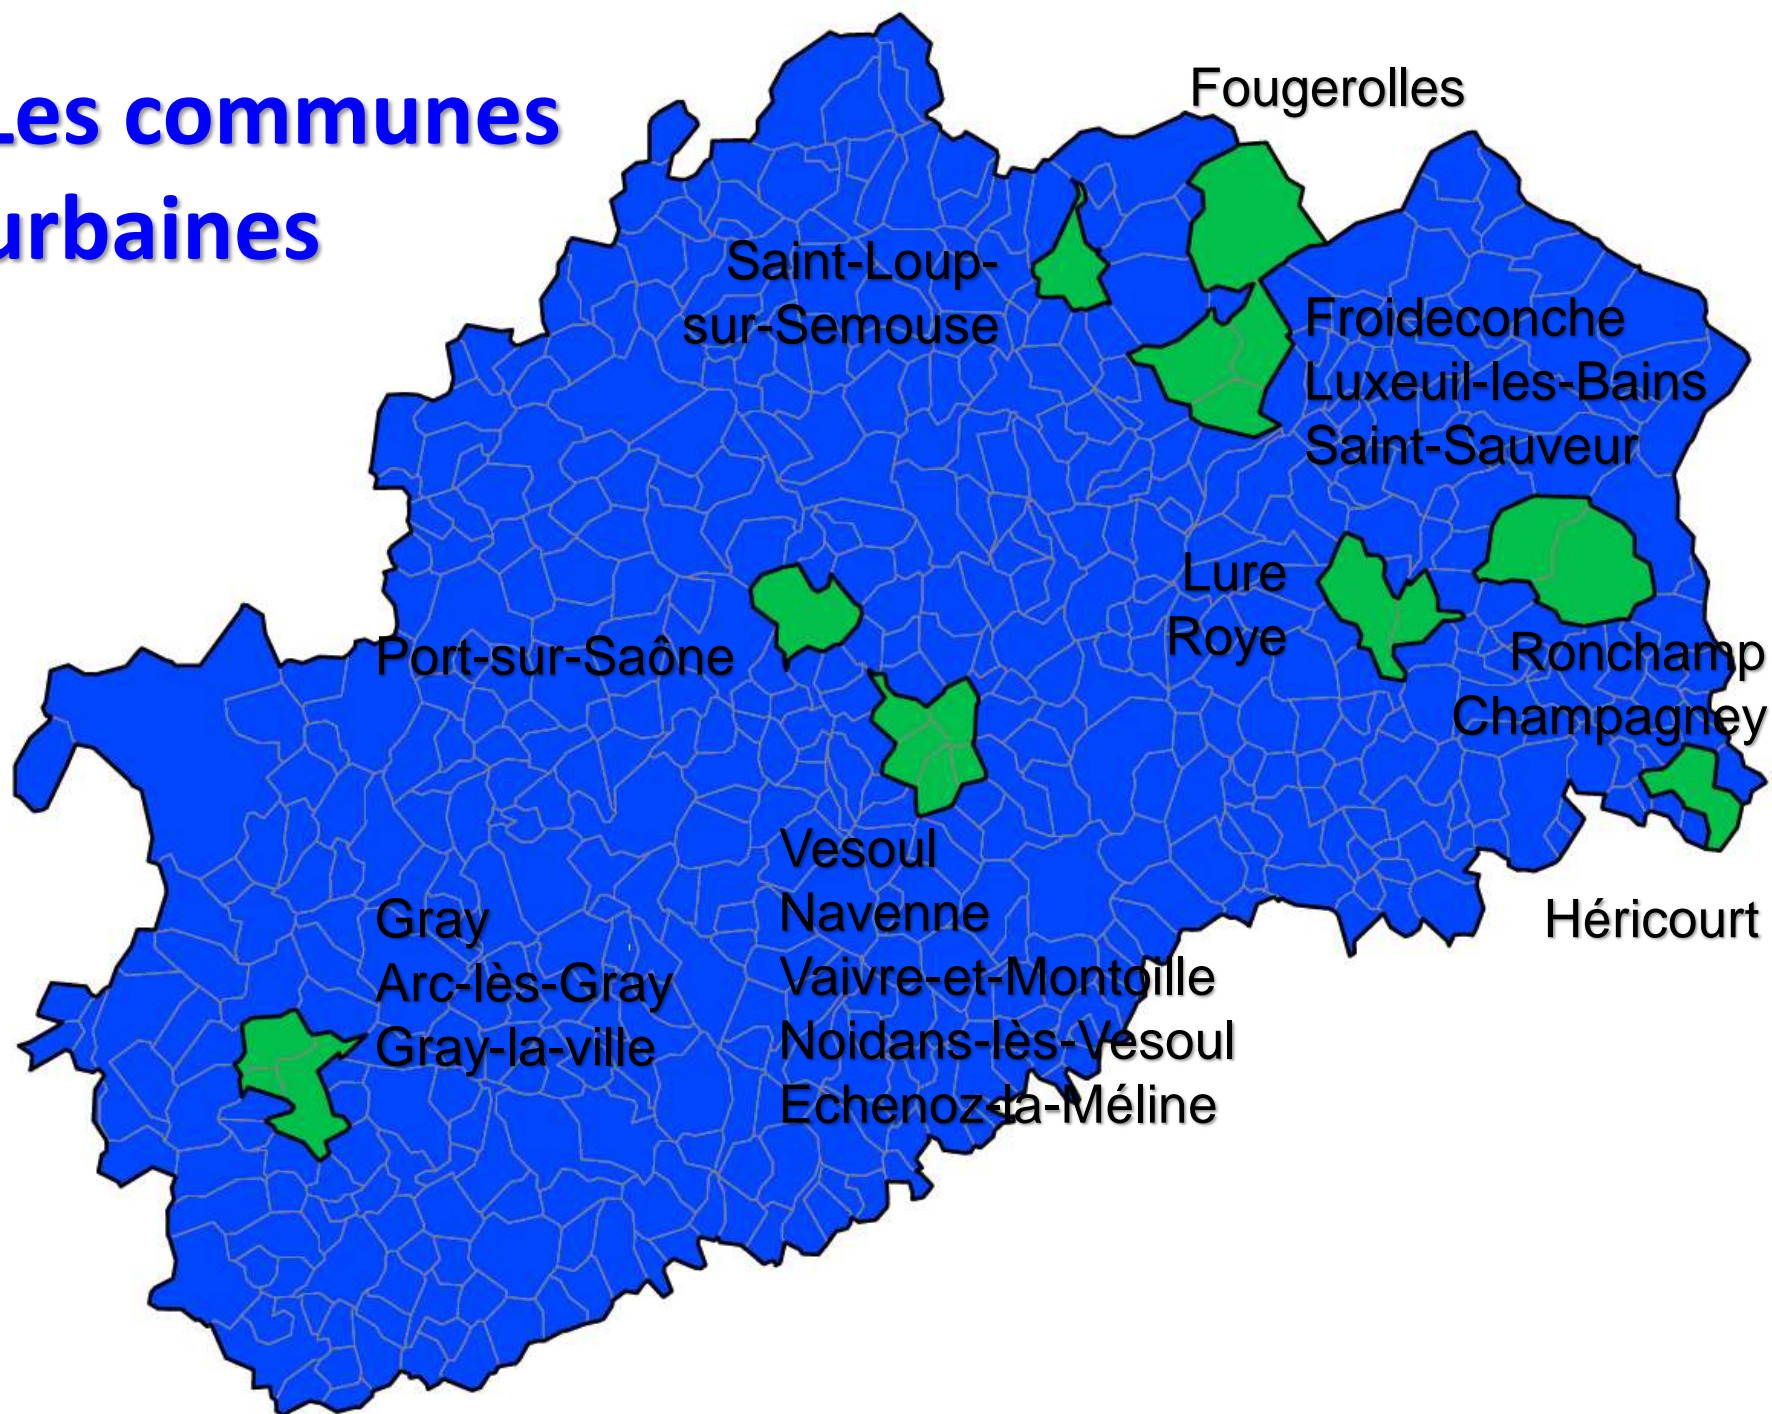 Les communes
urbaines
Fougerolles
Saint-Loup-
sur-Semouse
Froideconche
Luxeuil-les-Bains
Saint-Sauveur
Lure
Roye
Port-sur-Saône
Ronchamp
Champagney
Vesoul
Navenne
Vaivre-et-Montoille
Noidans-lès-Vesoul
Echenoz-la-Méline
Héricourt
Gray
Arc-lès-Gray
Gray-la-ville